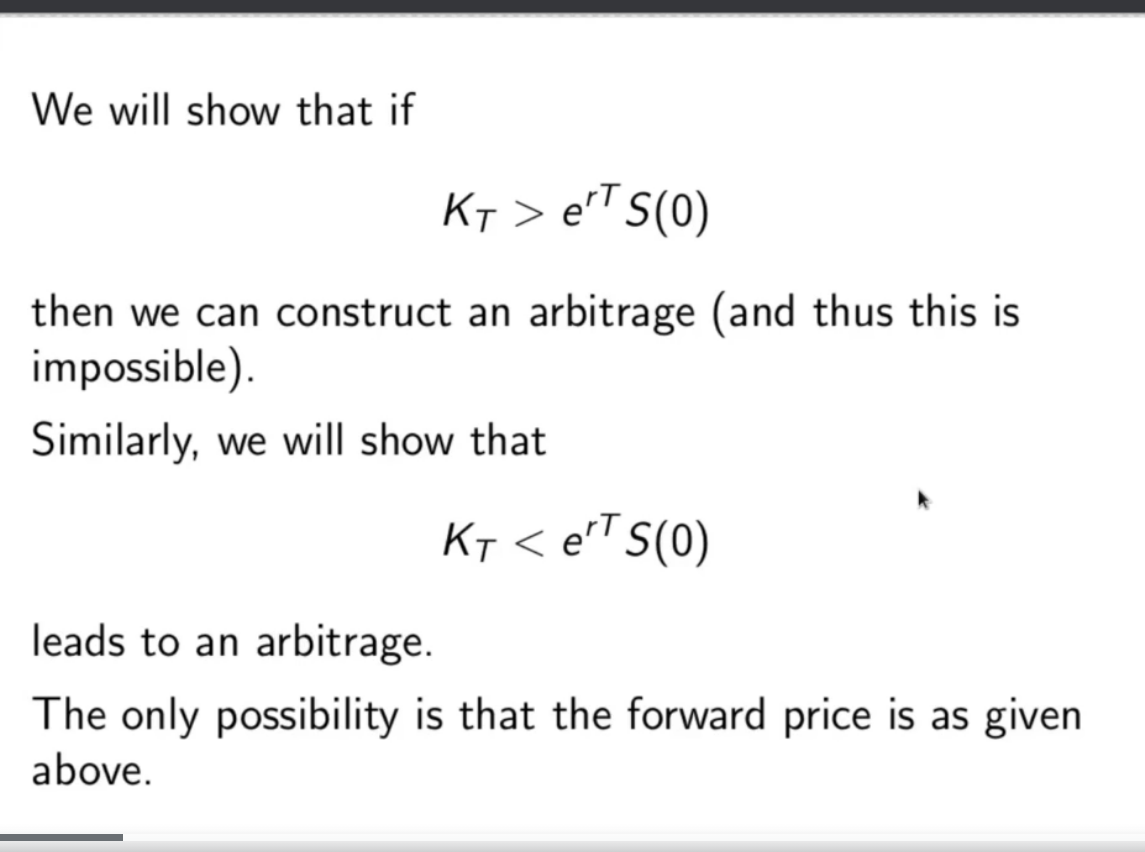 We will show that if
K_T > e^{rT} S(0)
then we can construct an arbitrage (and thus this is
impossible).
Similarly, we will show that
K_T < e^{rT} S(0)
leads to an arbitrage.
The only possibility is that the forward price is as given
above.